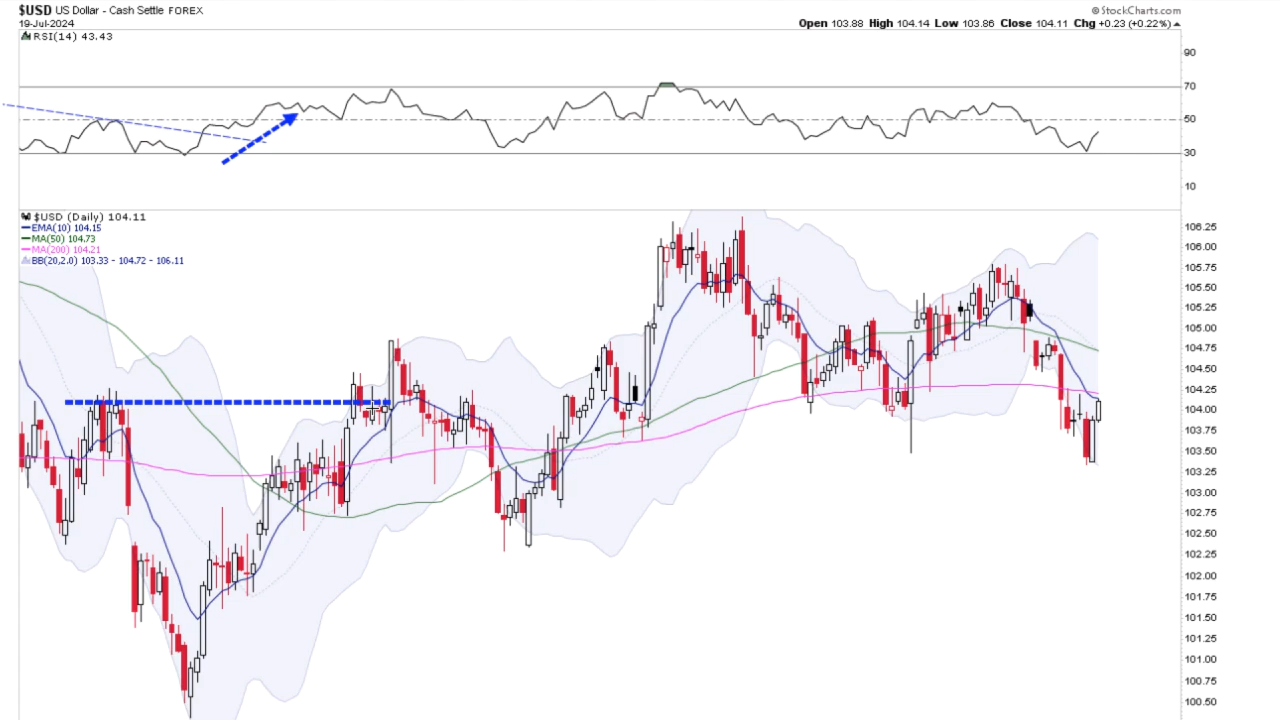 $USD US Dollar - Cash Settle FOREX
© StockCharts.com
19-Jul-2024
Open 103.88 High 104.14 Low 103.86 Close 104.11 Chg +0.23 (+0.22%)
RSI(14) 43.43
90
70
50
30
10
$USD (Daily) 104.11
EMA(10) 104.15
MA(50) 104.73
MA(200) 104.21
BB(20,2.0) 103.33 - 104.72 - 106.11
106.25
106.00
105.75
105.50
105.25
105.00
104.75
104.50
104.25
104.00
103.75
103.50
103.25
103.00
102.75
102.50
102.25
102.00
101.75
101.50
101.25
101.00
100.75
100.50